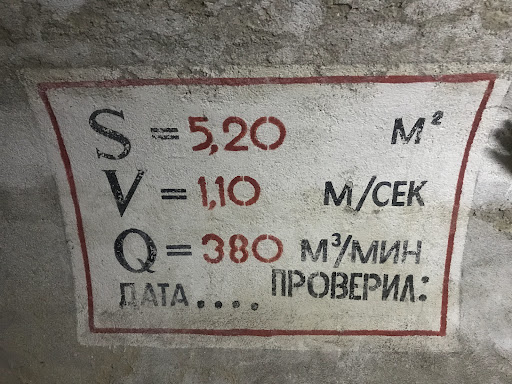 S = 5,20 м²
V = 1,10 м/сек
Q = 380 м³/мин
ДАТА.... ПРОВЕРИЛ: